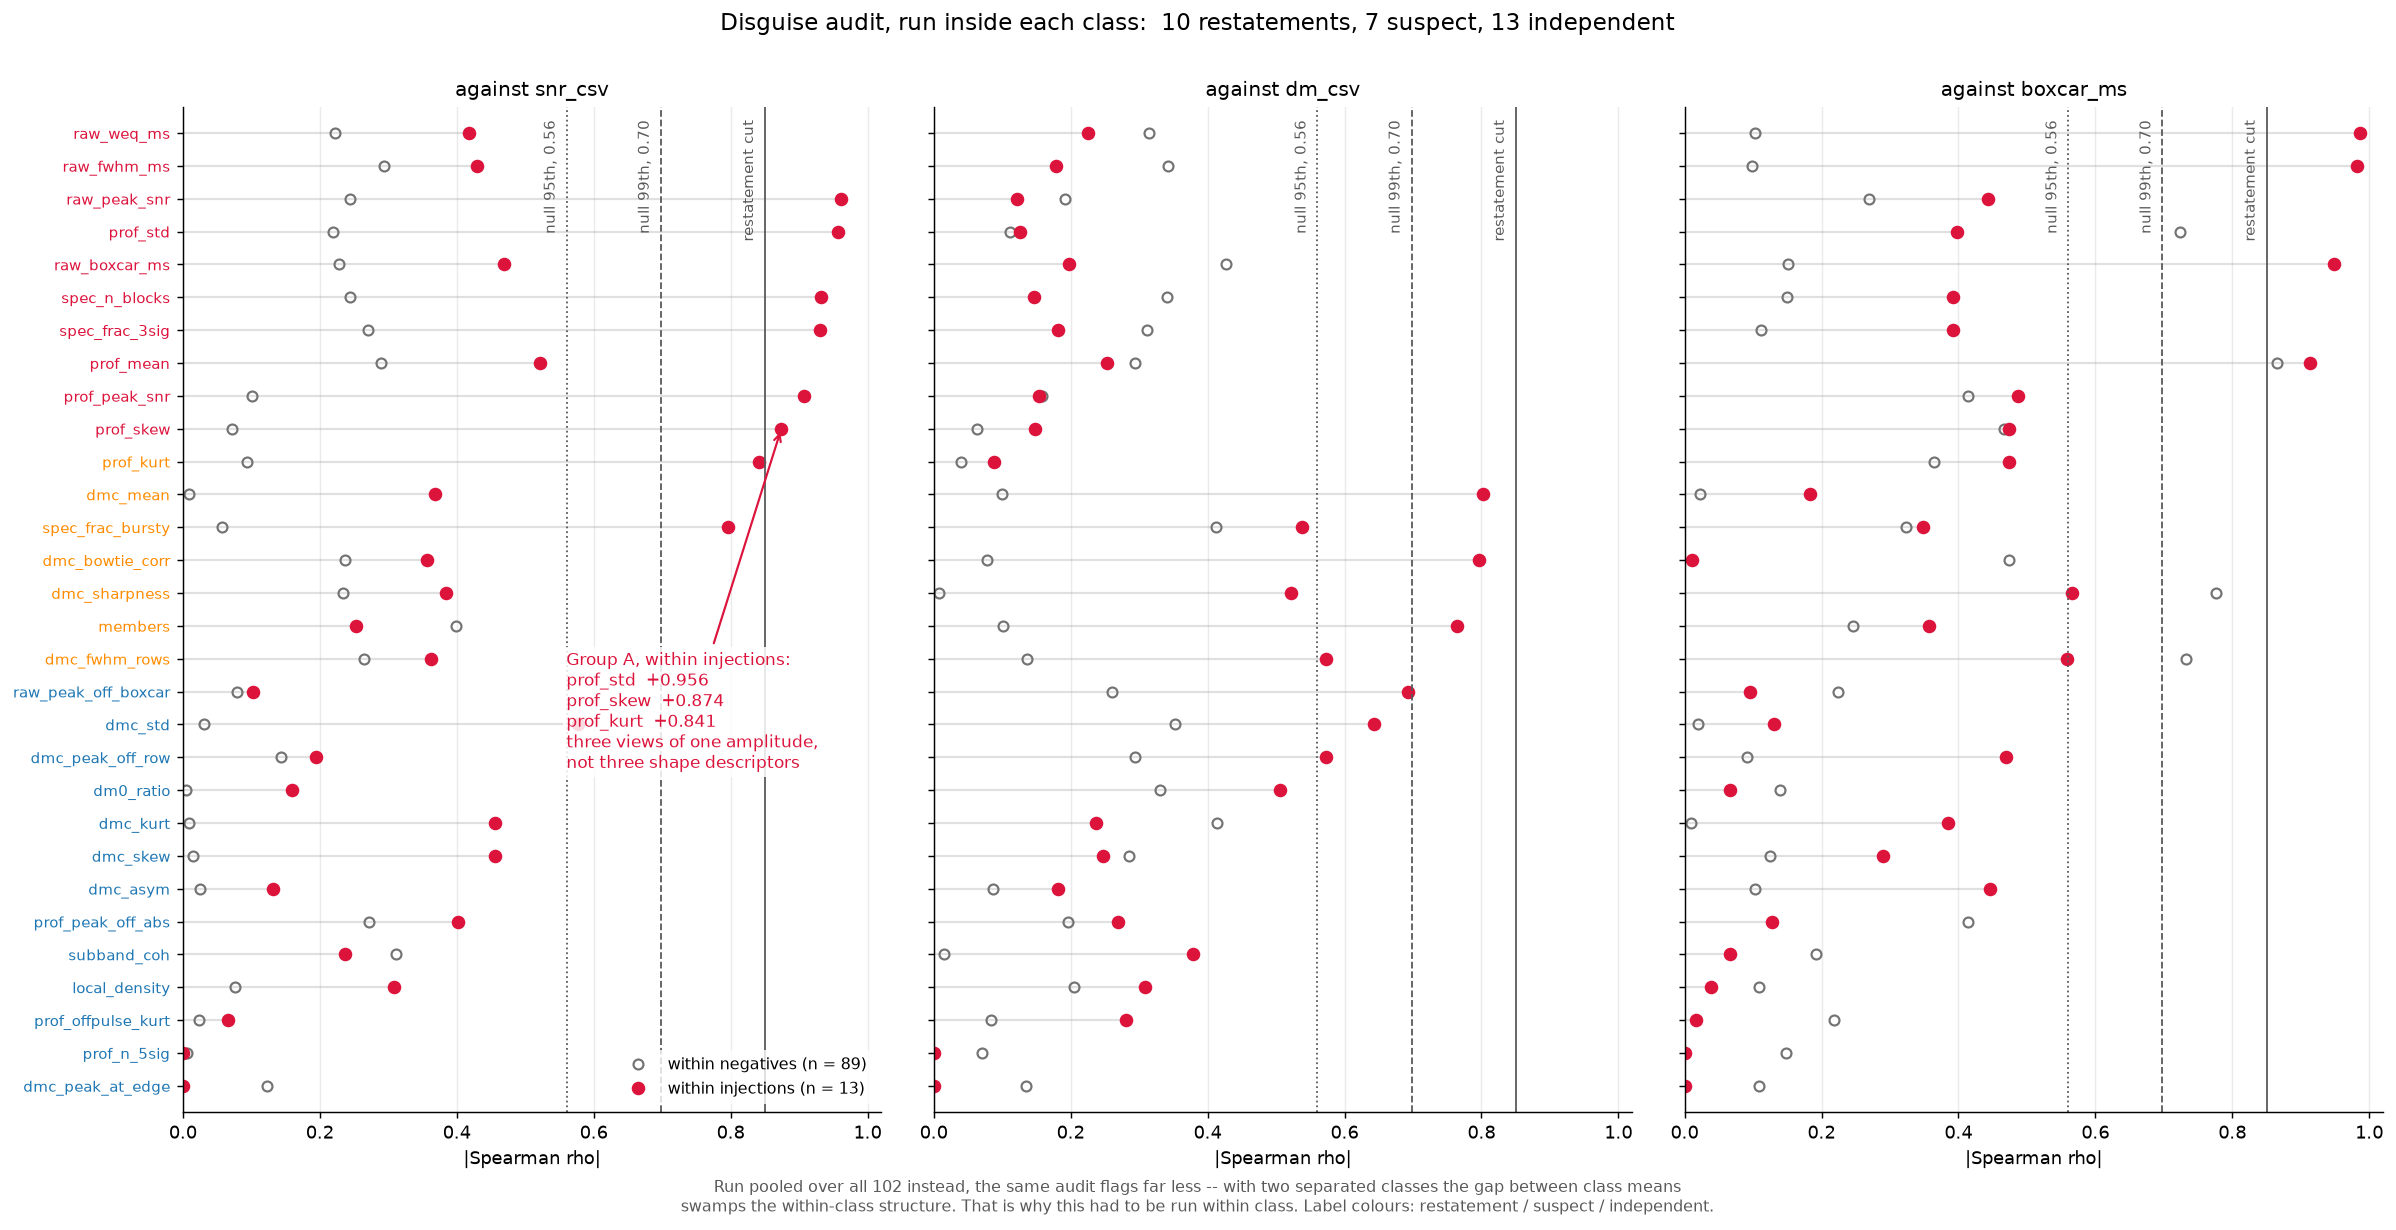 Disguise audit, run inside each class:  10 restatements, 7 suspect, 13 independent
against snr_csv
against dm_csv
against boxcar_ms
raw_weq_ms
raw_fwhm_ms
raw_peak_snr
prof_std
raw_boxcar_ms
spec_n_blocks
spec_frac_3sig
prof_mean
prof_peak_snr
prof_skew
prof_kurt
dmc_mean
spec_frac_bursty
dmc_bowtie_corr
dmc_sharpness
members
dmc_fwhm_rows
raw_peak_off_boxcar
dmc_std
dmc_peak_off_row
dm0_ratio
dmc_kurt
dmc_skew
dmc_asym
prof_peak_off_abs
subband_coh
local_density
prof_offpulse_kurt
prof_n_5sig
dmc_peak_at_edge
null 95th, 0.56
null 99th, 0.70
restatement cut
null 95th, 0.56
null 99th, 0.70
restatement cut
null 95th, 0.56
null 99th, 0.70
restatement cut
Group A, within injections:
prof_std  +0.956
prof_skew  +0.874
prof_kurt  +0.841
three views of one amplitude,
not three shape descriptors
within negatives (n = 89)
within injections (n = 13)
0.0 0.2 0.4 0.6 0.8 1.0
0.0 0.2 0.4 0.6 0.8 1.0
0.0 0.2 0.4 0.6 0.8 1.0
|Spearman rho|
|Spearman rho|
|Spearman rho|
Run pooled over all 102 instead, the same audit flags far less -- with two separated classes the gap between class means
swamps the within-class structure. That is why this had to be run within class. Label colours: restatement / suspect / independent.